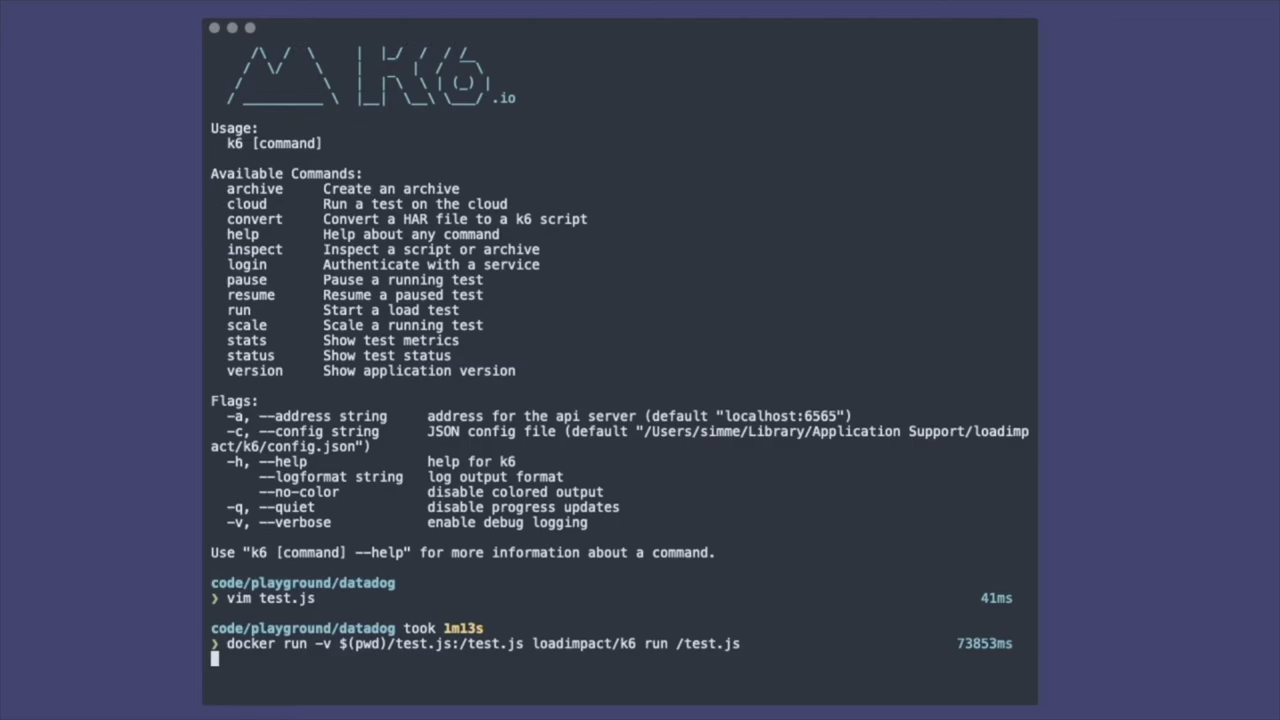 K6
.io
Usage:
k6 [command]
Available Commands:
archive Create an archive
cloud Run a test on the cloud
convert Convert a HAR file to a k6 script
help Help about any command
inspect Inspect a script or archive
login Authenticate with a service
pause Pause a running test
resume Resume a paused test
run Start a load test
scale Scale a running test
stats Show test metrics
status Show test status
version Show application version
Flags:
-a, --address string address for the api server (default "localhost:6565")
-c, --config string JSON config file (default "/Users/simme/Library/Application Support/loadimp
act/k6/config.json")
-h, --help help for k6
--logformat string log output format
--no-color disable colored output
-q, --quiet disable progress updates
-v, --verbose enable debug logging
Use "k6 [command] --help" for more information about a command.
code/playground/datadog
❯ vim test.js 41ms
code/playground/datadog took 1m13s
❯ docker run -v $(pwd)/test.js:/test.js loadimpact/k6 run /test.js 73853ms